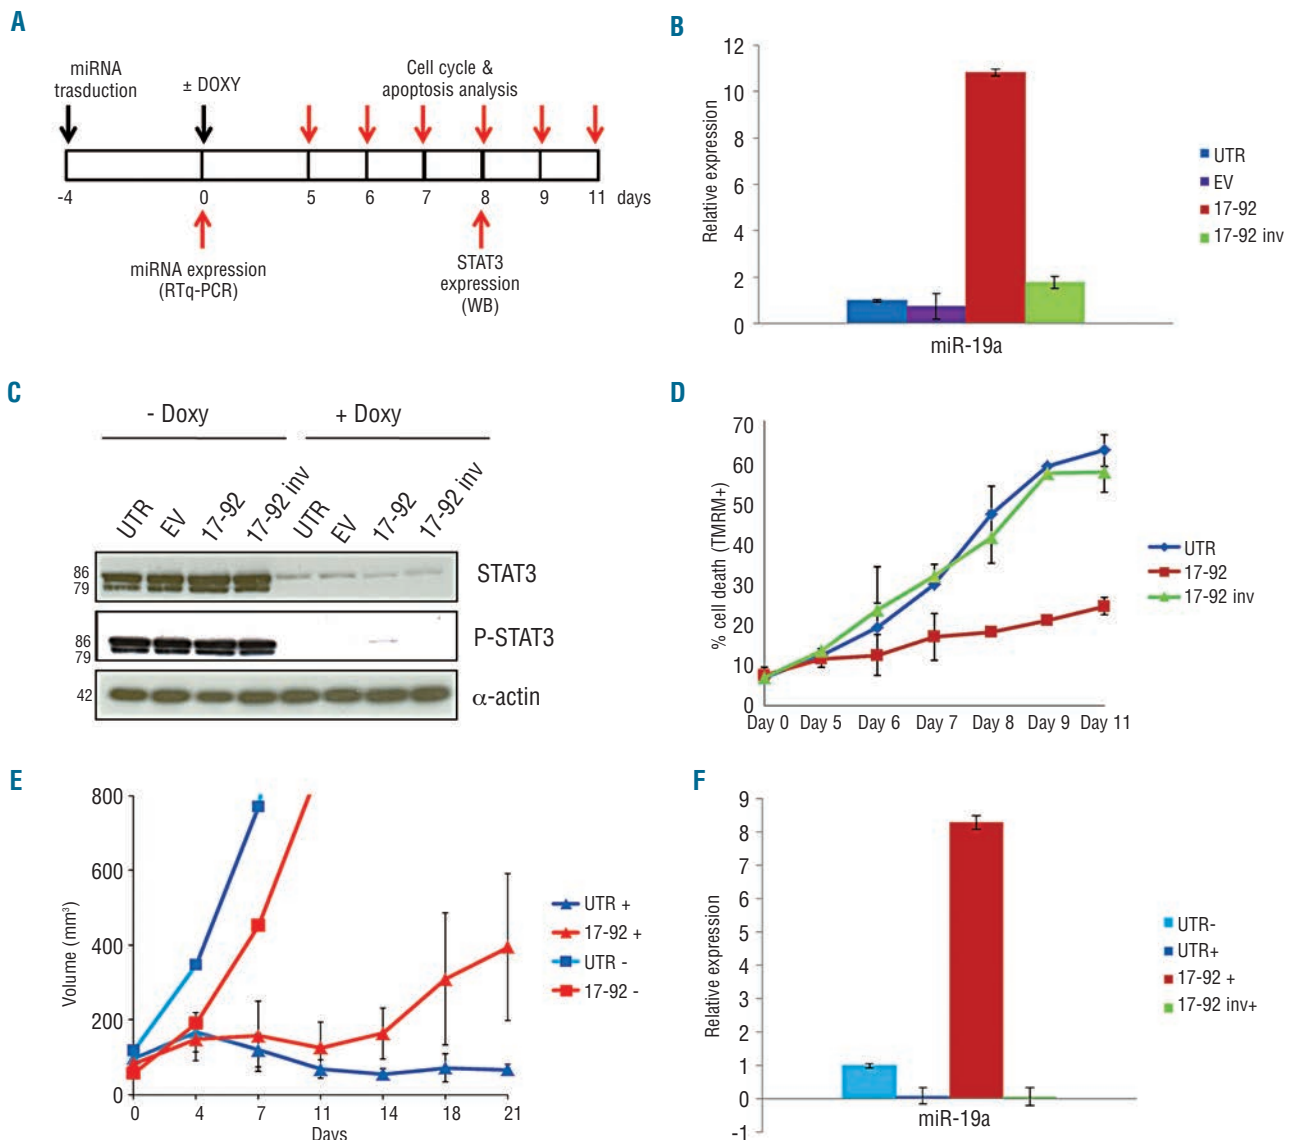 A
miRNA
trasduction
± DOXY
Cell cycle &
apoptosis analysis
-4
0
5
6
7
8
9
11
days
miRNA expression
(RTq-PCR)
STAT3
expression
(WB)
B
Relative expression
12
10
8
6
4
2
0
miR-19a
UTR
EV
17-92
17-92 inv
C
- Doxy
+ Doxy
UTR
EV
17-92
17-92 inv
UTR
EV
17-92
17-92 inv
86
79
STAT3
86
79
P-STAT3
42
α-actin
D
% cell death (TMRM+)
70
60
50
40
30
20
10
0
Day 0
Day 5
Day 6
Day 7
Day 8
Day 9
Day 11
UTR
17-92
17-92 inv
E
Volume (mm³)
800
600
400
200
0
0
4
7
11
14
18
21
Days
UTR +
17-92 +
UTR -
17-92 -
F
Relative expression
9
8
7
6
5
4
3
2
1
0
-1
miR-19a
UTR-
UTR+
17-92 +
17-92 inv+